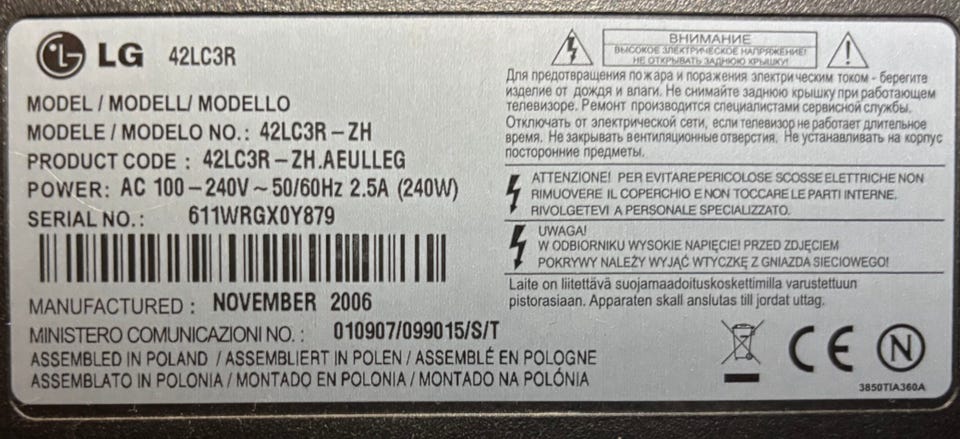 LG 42LC3R
MODEL / MODELL/ MODELLO
MODELE / MODELO NO. : 42LC3R-ZH
PRODUCT CODE : 42LC3R-ZH.AEULLEG
POWER: AC 100-240V~50/60Hz 2.5A (240W)
SERIAL NO. : 611WRGX0Y879
MANUFACTURED : NOVEMBER 2006
MINISTERO COMUNICAZIONI NO. : 010907/099015/S/T
ASSEMBLED IN POLAND / ASSEMBLIERT IN POLEN / ASSEMBLÉ EN POLOGNE
ASSEMBLATO IN POLONIA / MONTADO EN POLONIA / MONTADO NA POLÓNIA
ВНИМАНИЕ
ВЫСОКОЕ ЭЛЕКТРИЧЕСКОЕ НАПРЯЖЕНИЕ!
НЕ ОТКРЫВАТЬ ЗАДНЮЮ КРЫШКУ!
Для предотвращения пожара и поражения электрическим током - берегите
изделие от дождя и влаги. Не снимайте заднюю крышку при работающем
телевизоре. Ремонт производится специалистами сервисной службы.
Отключать от электрической сети, если телевизор не работает длительное
время. Не закрывать вентиляционные отверстия. Не устанавливать на корпус
посторонние предметы.
ATTENZIONE! PER EVITARE PERICOLOSE SCOSSE ELETTRICHE NON
RIMUOVERE IL COPERCHIO E NON TOCCARE LE PARTI INTERNE.
RIVOLGETEVI A PERSONALE SPECIALIZZATO.
UWAGA!
W ODBIORNIKU WYSOKIE NAPIĘCIE! PRZED ZDJĘCIEM
POKRYWY NALEŻY WYJĄĆ WTYCZKĘ Z GNIAZDA SIECIOWEGO!
Laite on liitettävä suojamaadoituskoskettimilla varustettuun
pistorasiaan. Apparaten skall anslutas till jordat uttag.
CE N
3850TIA360A